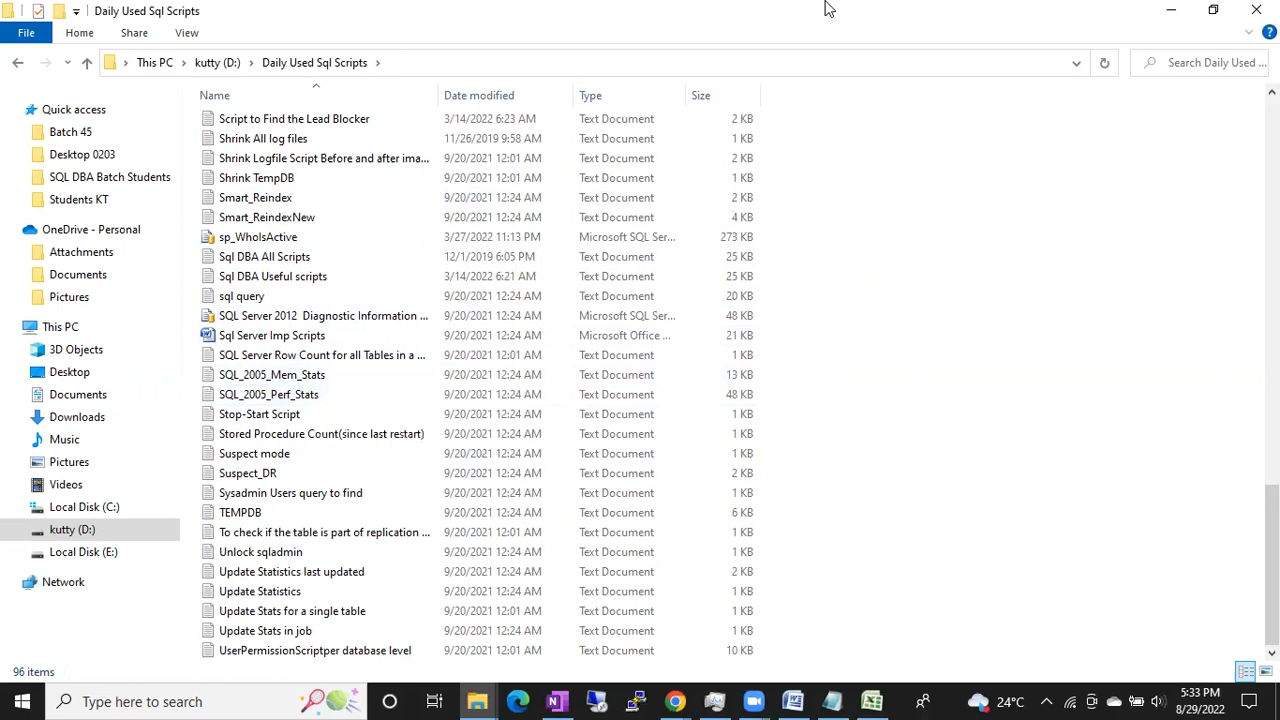 Daily Used Sql Scripts
File Home Share View
This PC kutty (D:) Daily Used Sql Scripts Search Daily Used ...
Name Date modified Type Size
Quick access
Batch 45
Desktop 0203
SQL DBA Batch Students
Students KT
OneDrive - Personal
Attachments
Documents
Pictures
This PC
3D Objects
Desktop
Documents
Downloads
Music
Pictures
Videos
Local Disk (C:)
kutty (D:)
Local Disk (E:)
Network
Script to Find the Lead Blocker 3/14/2022 6:23 AM Text Document 2 KB
Shrink All log files 11/26/2019 9:58 AM Text Document 1 KB
Shrink Logfile Script Before and after ima... 9/20/2021 12:01 AM Text Document 2 KB
Shrink TempDB 9/20/2021 12:01 AM Text Document 1 KB
Smart_Reindex 9/20/2021 12:24 AM Text Document 2 KB
Smart_ReindexNew 9/20/2021 12:24 AM Text Document 4 KB
sp_WhoIsActive 3/27/2022 11:13 PM Microsoft SQL Ser... 273 KB
Sql DBA All Scripts 12/1/2019 6:05 PM Text Document 25 KB
Sql DBA Useful scripts 3/14/2022 6:21 AM Text Document 25 KB
sql query 9/20/2021 12:24 AM Text Document 20 KB
SQL Server 2012 Diagnostic Information ... 9/20/2021 12:24 AM Microsoft SQL Ser... 48 KB
Sql Server Imp Scripts 9/20/2021 12:24 AM Microsoft Office ... 21 KB
SQL Server Row Count for all Tables in a ... 9/20/2021 12:01 AM Text Document 1 KB
SQL_2005_Mem_Stats 9/20/2021 12:24 AM Text Document 13 KB
SQL_2005_Perf_Stats 9/20/2021 12:24 AM Text Document 48 KB
Stop-Start Script 9/20/2021 12:24 AM Text Document 1 KB
Stored Procedure Count(since last restart) 9/20/2021 12:24 AM Text Document 1 KB
Suspect mode 9/20/2021 12:24 AM Text Document 1 KB
Suspect_DR 9/20/2021 12:24 AM Text Document 2 KB
Sysadmin Users query to find 9/20/2021 12:24 AM Text Document 1 KB
TEMPDB 9/20/2021 12:24 AM Text Document 6 KB
To check if the table is part of replication ... 9/20/2021 12:01 AM Text Document 1 KB
Unlock sqladmin 9/20/2021 12:24 AM Text Document 1 KB
Update Statistics last updated 9/20/2021 12:24 AM Text Document 2 KB
Update Statistics 9/20/2021 12:24 AM Text Document 1 KB
Update Stats for a single table 9/20/2021 12:01 AM Text Document 1 KB
Update Stats in job 9/20/2021 12:24 AM Text Document 1 KB
UserPermissionScriptper database level 9/20/2021 12:01 AM Text Document 10 KB
96 items
Type here to search 24°C 5:33 PM
8/29/2022